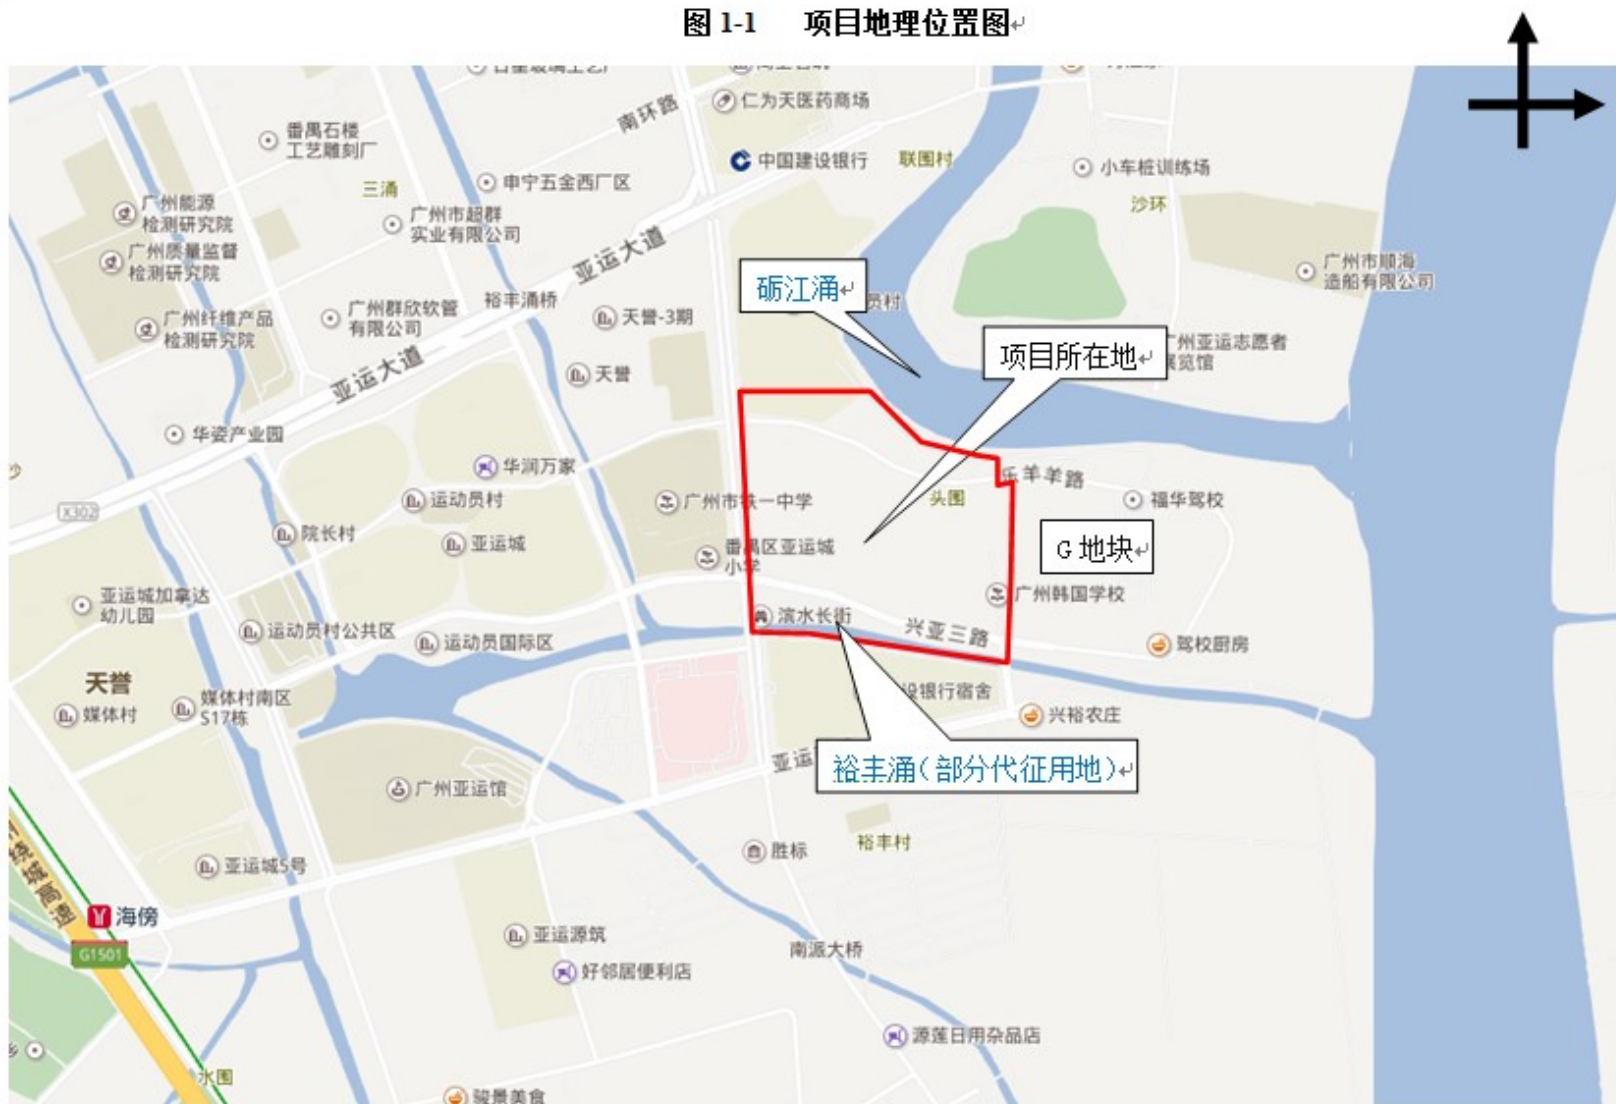 图 1-1 项目地理位置图
南环路
仁为天医药商场
番禺石楼
工艺雕刻厂
中国建设银行
联围村
小车桩训练场
三涌
申宁五金西厂区
沙环
广州能源
检测研究院
广州市超群
实业有限公司
广州质量监督
检测研究院
亚运大道
广州市顺海
造船有限公司
砺江涌
员村
裕丰涌桥
广州群欣软管
有限公司
天誉-3期
广州纤维产品
检测研究院
项目所在地
州亚运志愿者
展览馆
亚运大道
天誉
华姿产业园
华润万家
乐羊羊路
头围
运动员村
广州市铁一中学
福华驾校
X302
院长村
亚运城
番禺区亚运城
小学
G 地块
亚运城加拿达
幼儿园
广州韩国学校
滨水长街
兴亚三路
运动员村公共区
运动员国际区
驾校厨房
天誉
媒体村
媒体村南区
S17栋
设银行宿舍
兴裕农庄
亚运
裕丰涌（部分代征用地）
广州亚运馆
裕丰村
胜标
亚运城5号
海傍
G1501
绕城高速
亚运源筑
好邻居便利店
南派大桥
源莲日用杂品店
水围
骏景美食